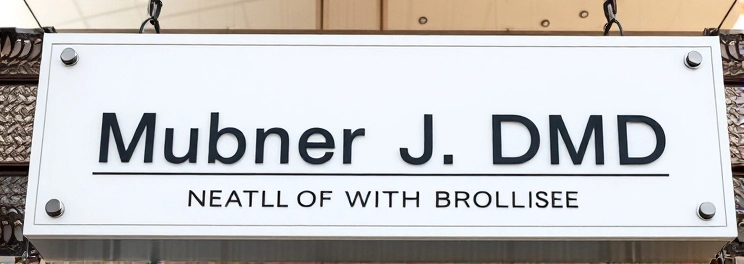 Mubner J. DMD
NEATLL OF WITH BROLLISEE